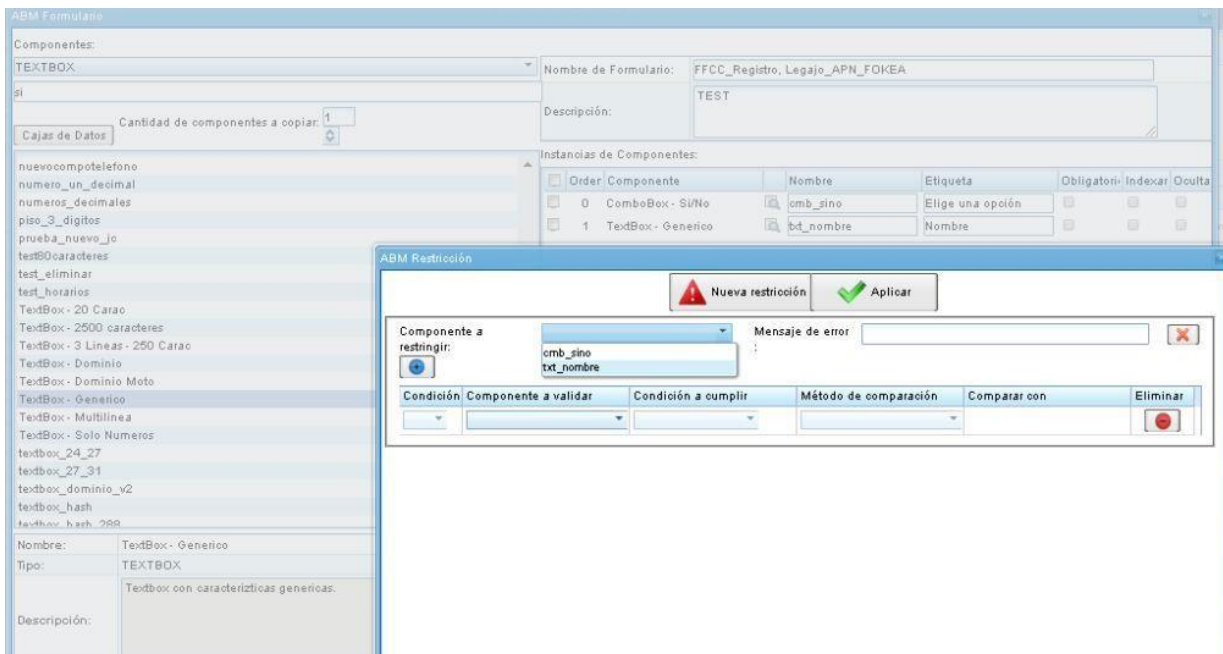 ABM Formulario
Componentes:
TEXTBOX
si
Cantidad de componentes a copiar: 1
Cajas de Datos
nuevocompotelefono
numero_un_decimal
numeros_decimales
piso_3_digitos
prueba_nuevo_jc
test80caracteres
test_eliminar
test_horarios
TextBox - 20 Carac
TextBox - 2500 caracteres
TextBox - 3 Lineas - 250 Carac
TextBox - Dominio
TextBox - Dominio Moto
TextBox - Generico
TextBox - Multilinea
TextBox - Solo Numeros
textbox_24_27
textbox_27_31
textbox_dominio_v2
textbox_hash
textbox_hash_288
Nombre: TextBox - Generico
Tipo: TEXTBOX
Descripción: Textbox con caracterizticas genericas.
Nombre de Formulario: FFCC_Registro, Legajo_APN_FOKEA
Descripción: TEST
Instancias de Componentes:
Order Componente Nombre Etiqueta Obligatori Indexar Oculta
0 ComboBox - Si/No cmb_sino Elige una opción
1 TextBox - Generico txt_nombre Nombre
ABM Restricción
Nueva restricción Aplicar
Componente a Mensaje de error
restringir: :
cmb_sino
txt_nombre
Condición Componente a validar Condición a cumplir Método de comparación Comparar con Eliminar